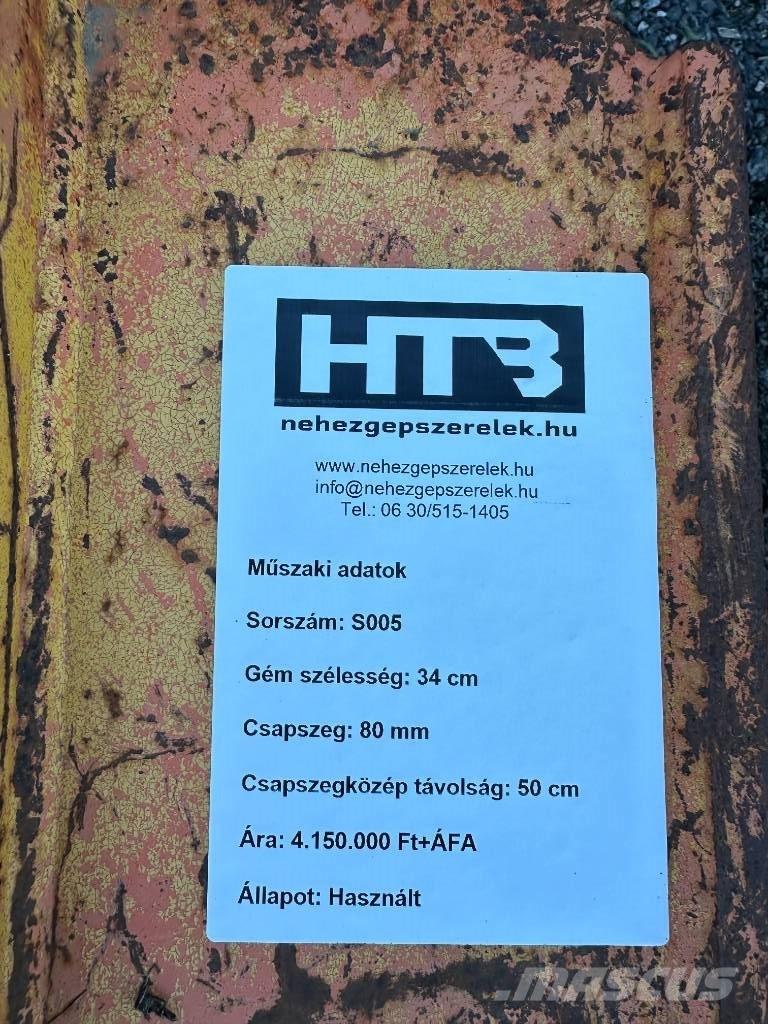 HTB
nehezgepszerelek.hu
www.nehezgepszerelek.hu
info@nehezgepszerelek.hu
Tel.: 06 30/515-1405
Műszaki adatok
Sorszám: S005
Gém szélesség: 34 cm
Csapszeg: 80 mm
Csapszegközép távolság: 50 cm
Ára: 4.150.000 Ft+ÁFA
Állapot: Használt
MASCUS